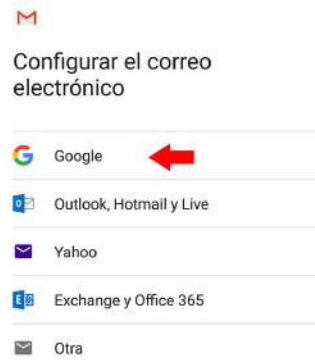 Configurar el correo
electrónico
Google
Outlook, Hotmail y Live
Yahoo
Exchange y Office 365
Otra